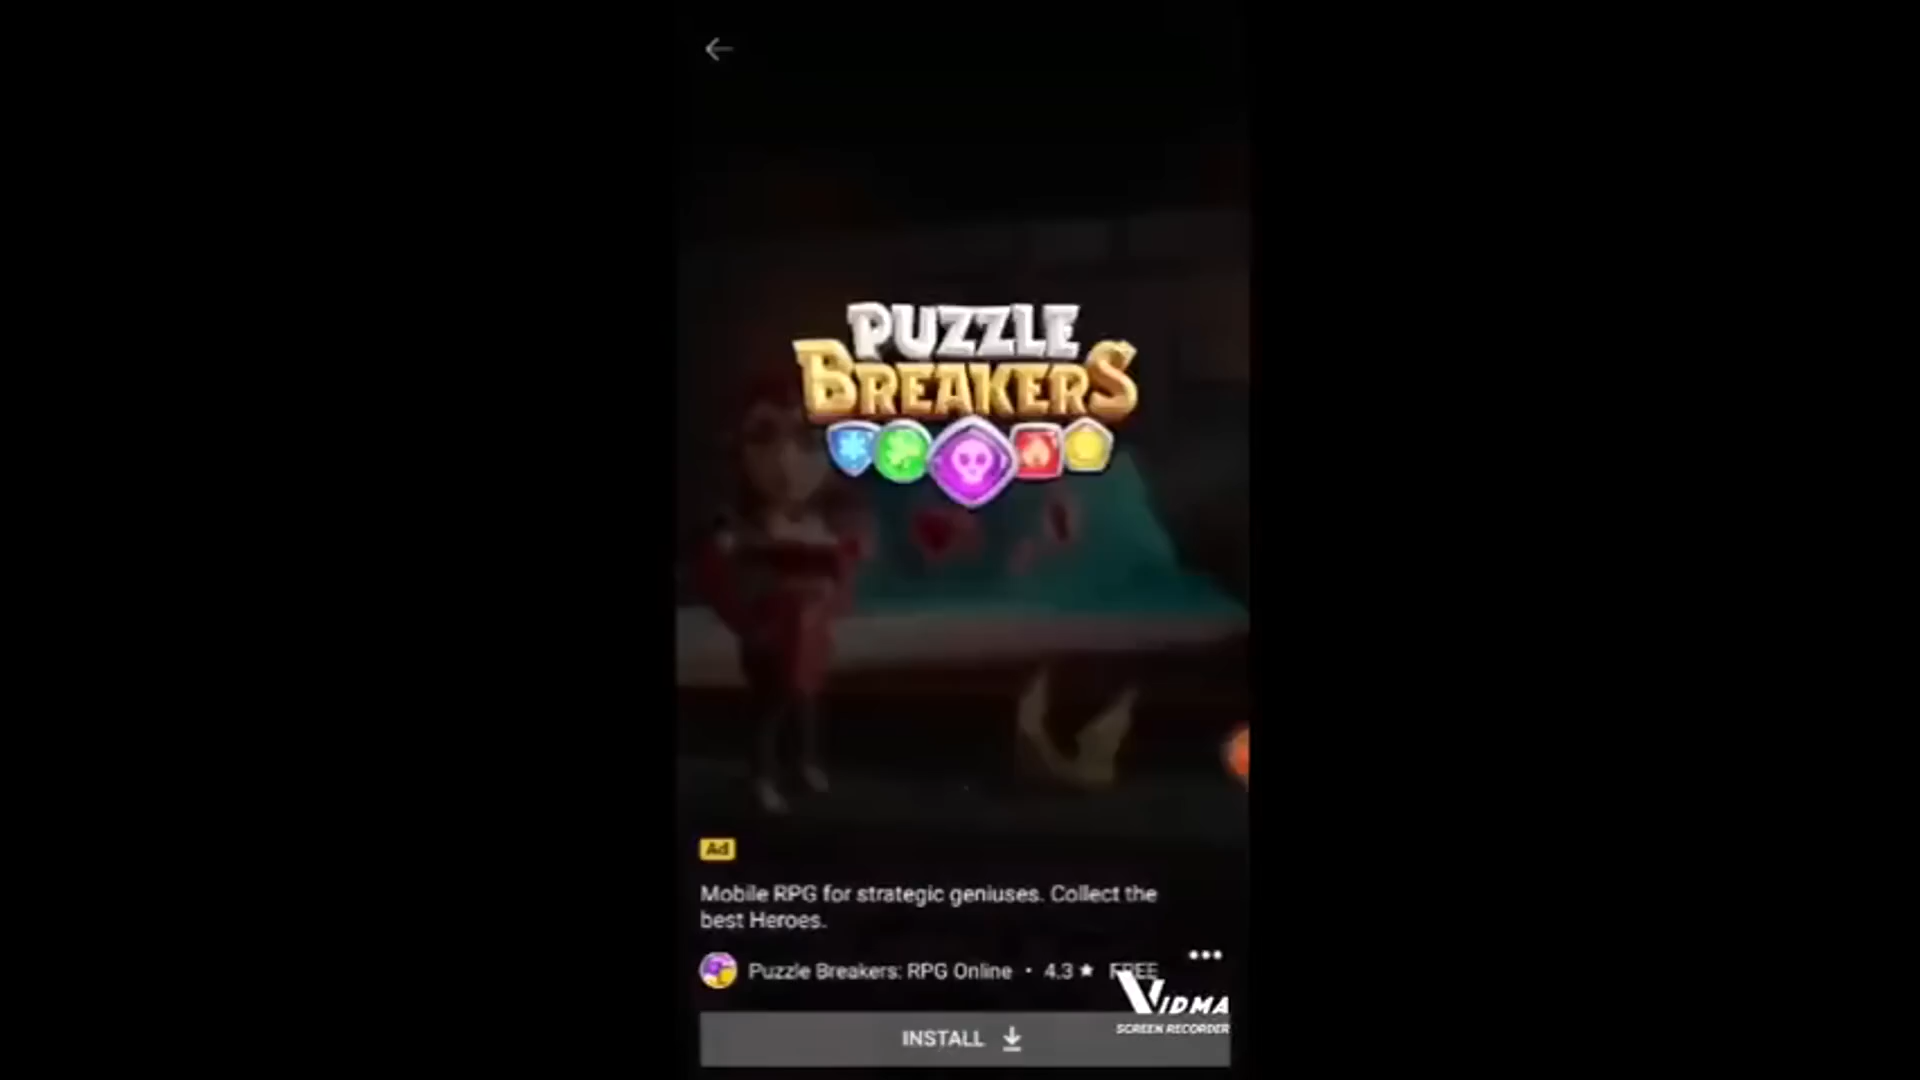 PUZZLE
BREAKERS
Ad
Mobile RPG for strategic geniuses. Collect the
best Heroes.
Puzzle Breakers: RPG Online • 4.3 ★ FREE
VIDMA
SCREEN RECORDER
INSTALL